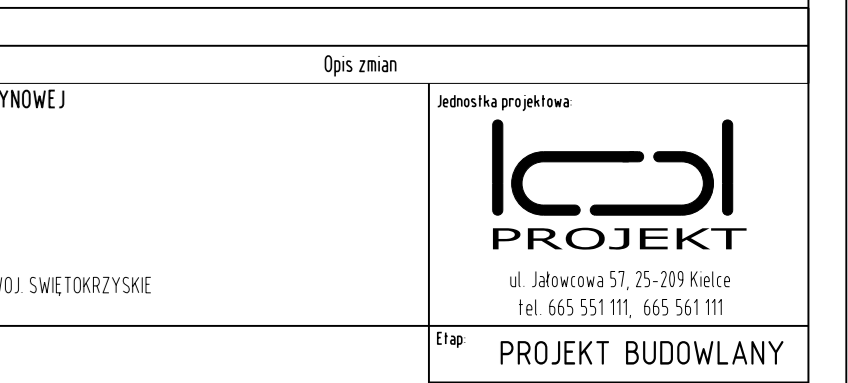 Opis zmian
YNOWEJ
Jednostka projektowa:
PROJEKT
ul. Jałowcowa 57, 25-209 Kielce
WOJ. SWIĘTOKRZYSKIE
tel. 665 551 111, 665 561 111
Etap:
PROJEKT BUDOWLANY